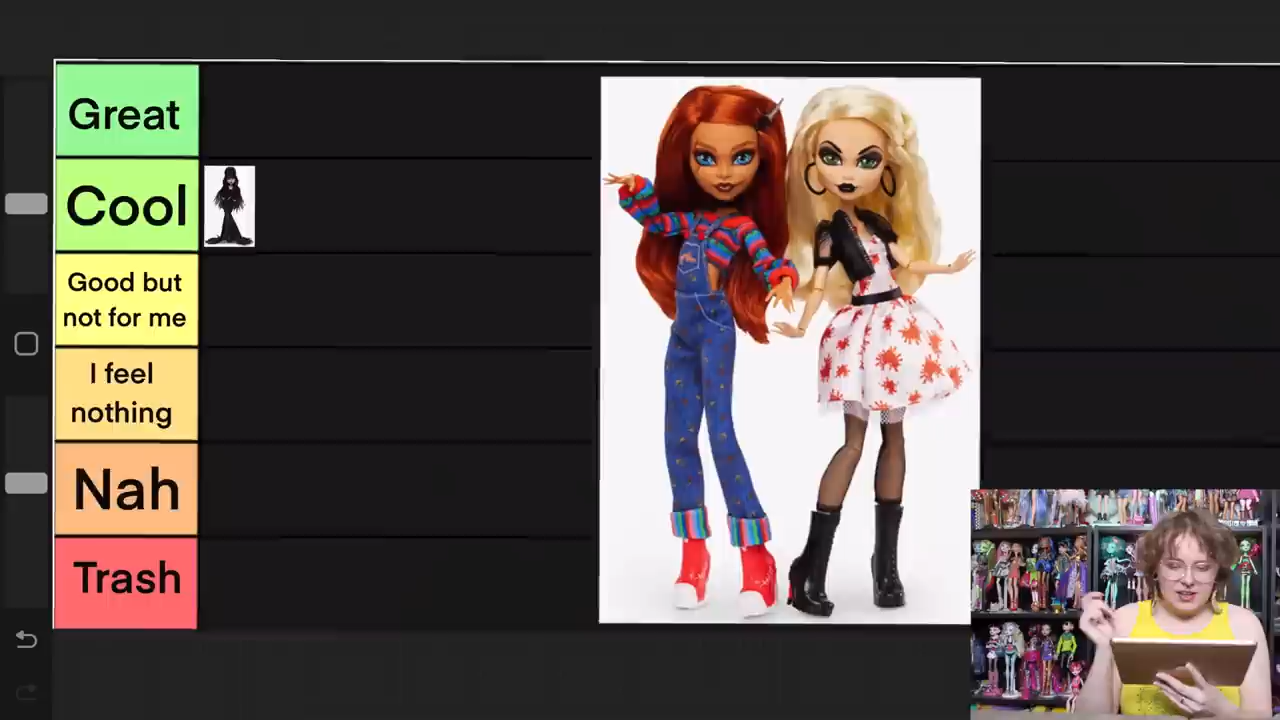 Great
Cool
Good but
not for me
I feel
nothing
Nah
Trash